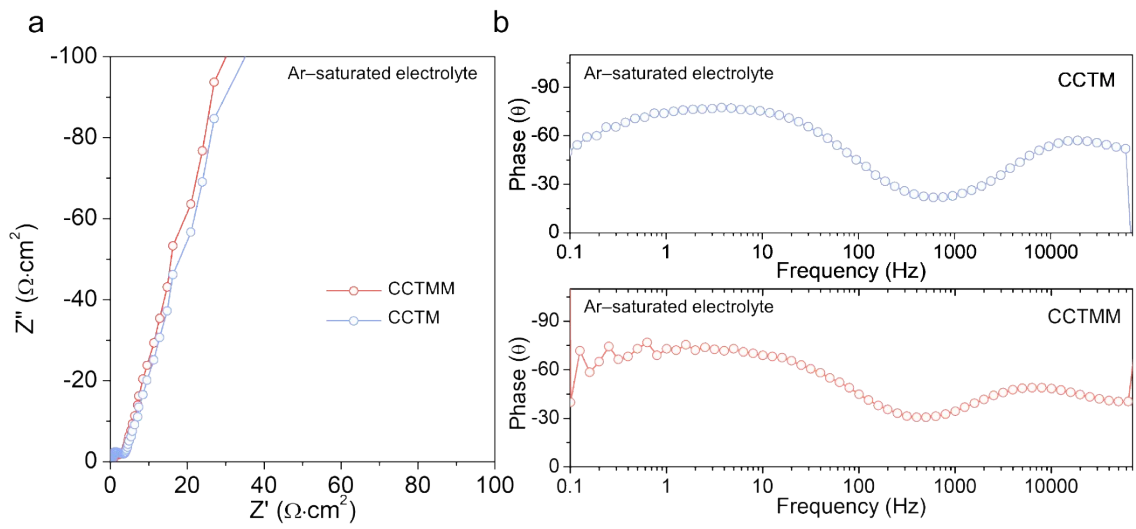 a
-100
-80
-60
-40
-20
0
Z" (Ω·cm²)
Ar–saturated electrolyte
CCTMM
CCTM
0 20 40 60 80 100
Z' (Ω·cm²)
b
-90
-60
-30
0
Phase (θ)
Ar–saturated electrolyte
CCTM
0.1 1 10 100 1000 10000
Frequency (Hz)
-90
-60
-30
0
Phase (θ)
Ar–saturated electrolyte
CCTMM
0.1 1 10 100 1000 10000
Frequency (Hz)